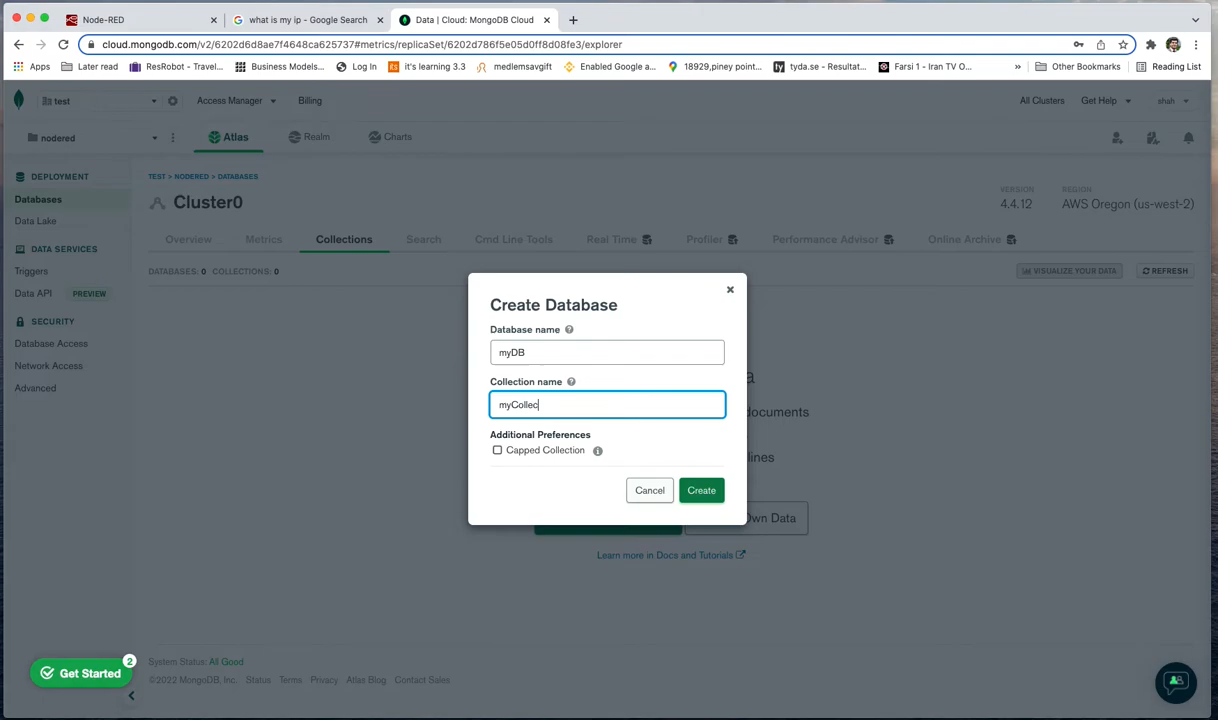 Node-RED
what is my ip - Google Search
Data | Cloud: MongoDB Cloud
cloud.mongodb.com/v2/6202d6d8ae7f4648ca625737#metrics/replicaSet/6202d786f5e05d0ff8d08fe3/explorer
Apps Later read ResRobot - Travel... Business Models... Log In it's learning 3.3 medlemsavgift Enabled Google a... 18929,piney point... tyda.se - Resultat... Farsi 1 - Iran TV O... » Other Bookmarks Reading List
test Access Manager Billing All Clusters Get Help shah
nodered Atlas Realm Charts
DEPLOYMENT
Databases
Data Lake
DATA SERVICES
Triggers
Data API PREVIEW
SECURITY
Database Access
Network Access
Advanced
TEST > NODERED > DATABASES
Cluster0
VERSION
4.4.12
REGION
AWS Oregon (us-west-2)
Overview Metrics Collections Search Cmd Line Tools Real Time Profiler Performance Advisor Online Archive
DATABASES: 0 COLLECTIONS: 0
VISUALIZE YOUR DATA
REFRESH
Create Database
Database name
myDB
Collection name
myCollec
Additional Preferences
Capped Collection
Cancel Create
a
documents
lines
Own Data
Learn more in Docs and Tutorials
Get Started 2
System Status: All Good
©2022 MongoDB, Inc. Status Terms Privacy Atlas Blog Contact Sales